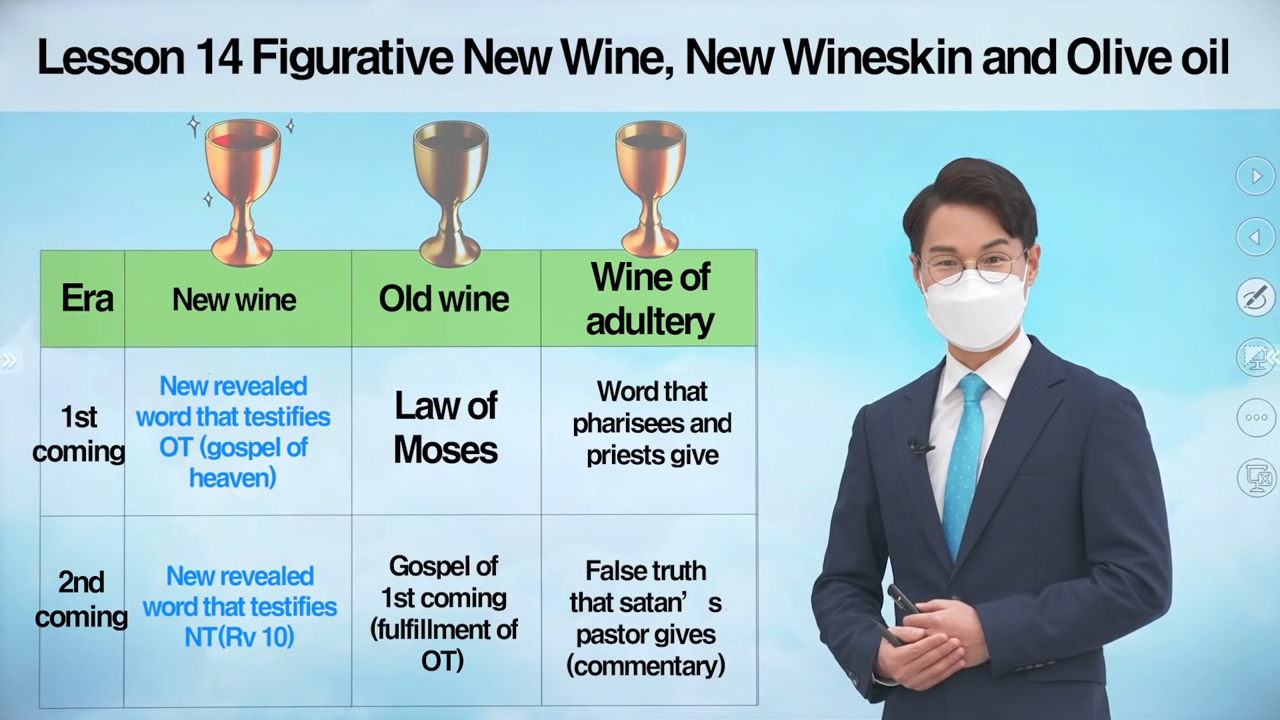 Lesson 14 Figurative New Wine, New Wineskin and Olive oil
Era
New wine
Old wine
Wine of
adultery
1st
coming
New revealed
word that testifies
OT (gospel of
heaven)
Law of
Moses
Word that
pharisees and
priests give
2nd
coming
New revealed
word that testifies
NT(Rv 10)
Gospel of
1st coming
(fulfillment of
OT)
False truth
that satan’ s
pastor gives
(commentary)